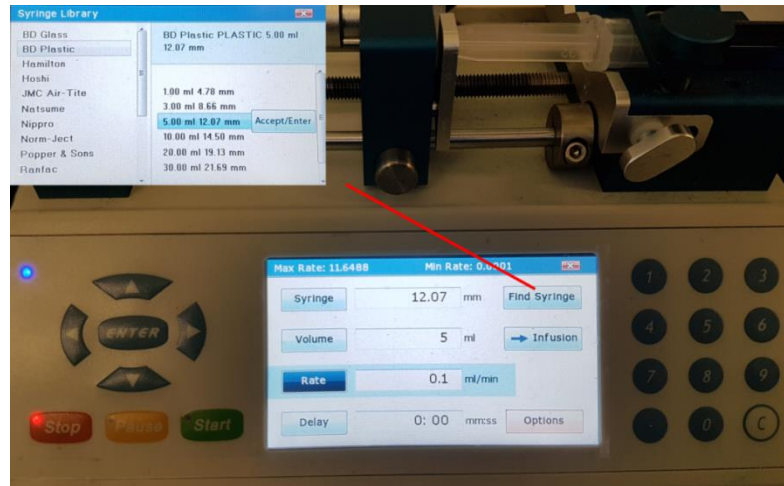 Syringe Library
BD Glass
BD Plastic
Hamilton
Hoshi
JMC Air-Tite
Natsume
Nippro
Norm-Ject
Popper & Sons
Ranfac
BD Plastic PLASTIC 5.00 ml
12.07 mm
1.00 ml 4.78 mm
3.00 ml 8.66 mm
5.00 ml 12.07 mm Accept/Enter
10.00 ml 14.50 mm
20.00 ml 19.13 mm
30.00 ml 21.69 mm
Max Rate: 11.6488 Min Rate: 0.0001
Syringe 12.07 mm Find Syringe
Volume 5 ml Infusion
Rate 0.1 ml/min
Delay 0: 00 mm:ss Options
ENTER
Stop Pause Start
1 2 3
4 5 6
7 8 9
. 0 C